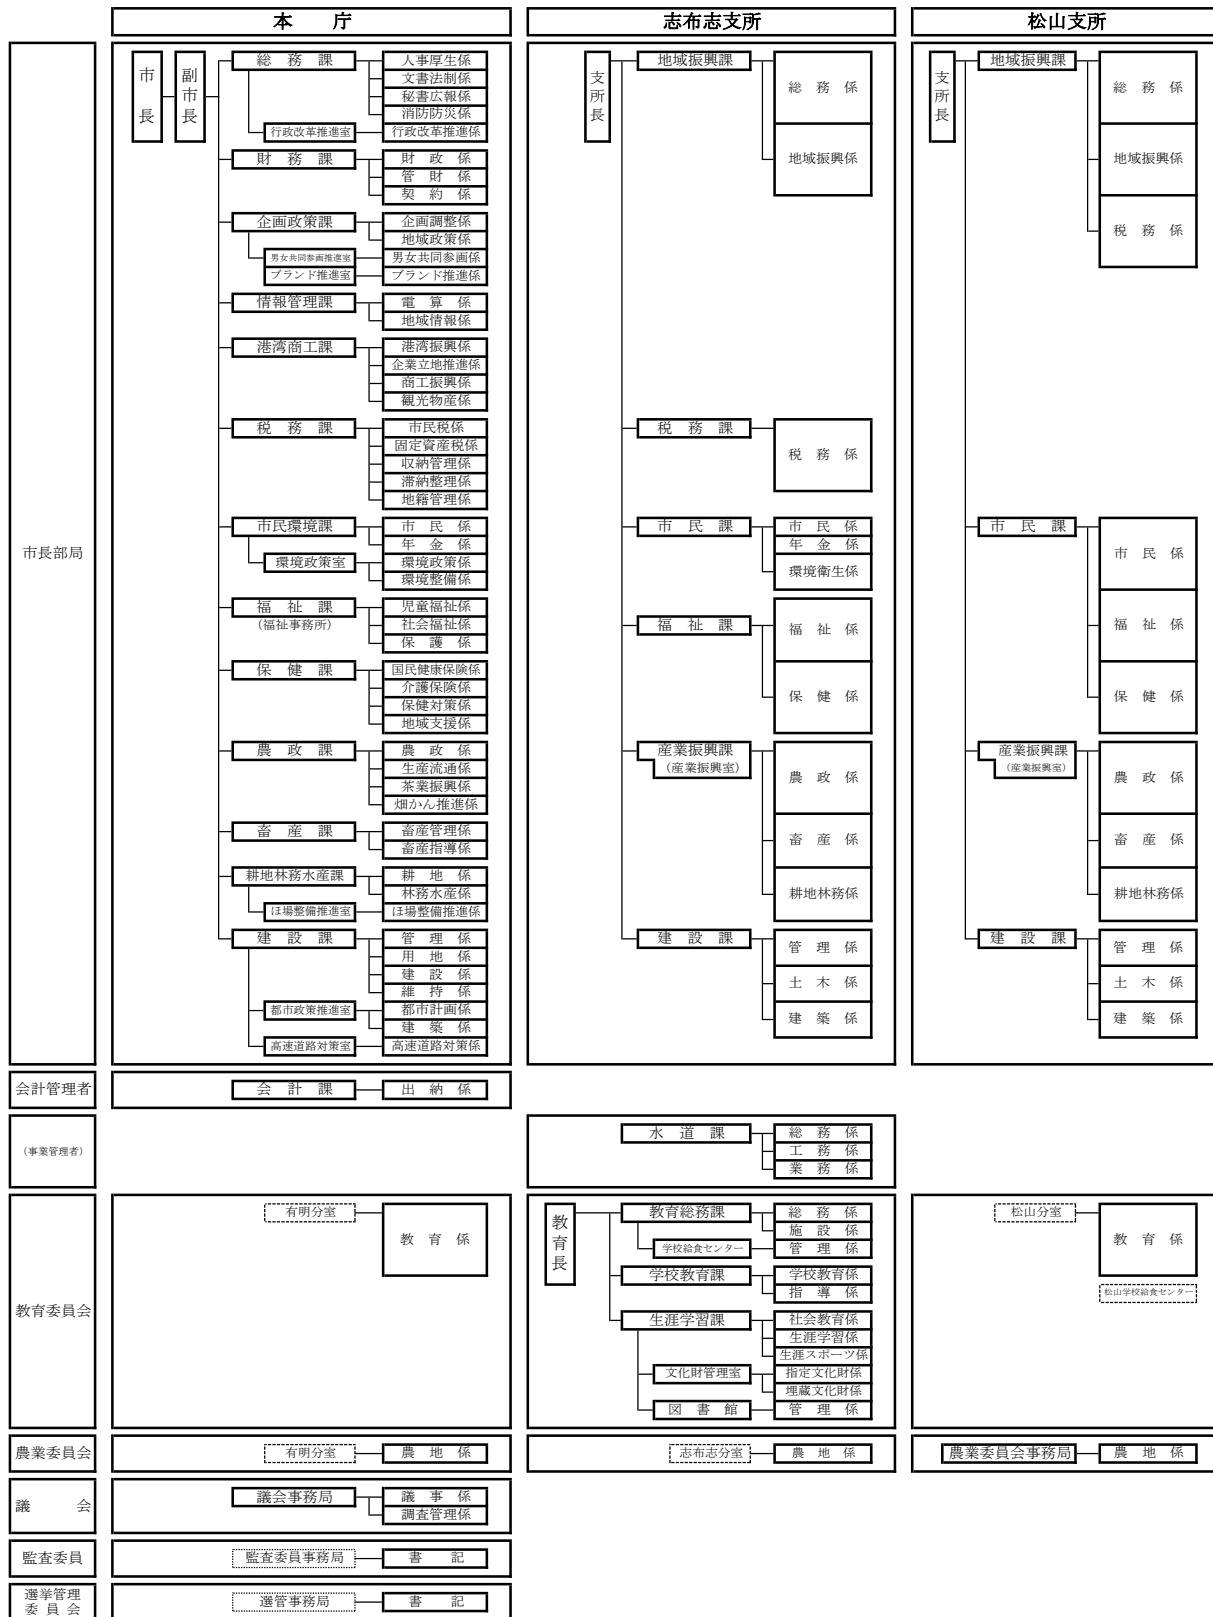 本　庁
志布志支所
松山支所
市長部局
市長
副市長
総務課
人事厚生係
文書法制係
秘書広報係
消防防災係
行政改革推進室
行政改革推進係
財務課
財政係
管財係
契約係
企画政策課
企画調整係
地域政策係
男女共同参画推進室
男女共同参画係
ブランド推進室
ブランド推進係
情報管理課
電算係
地域情報係
港湾商工課
港湾振興係
企業立地推進係
商工振興係
観光物産係
税務課
市民税係
固定資産税係
収納管理係
滞納整理係
地籍管理係
市民環境課
市民係
年金係
環境政策室
環境政策係
環境整備係
福祉課
（福祉事務所）
児童福祉係
社会福祉係
保護係
保健課
国民健康保険係
介護保険係
保健対策係
地域支援係
農政課
農政係
生産流通係
茶業振興係
畑かん推進係
畜産課
畜産管理係
畜産指導係
耕地林務水産課
耕地係
林務水産係
ほ場整備推進室
ほ場整備推進係
建設課
管理係
用地係
建設係
維持係
都市政策推進室
都市計画係
建築係
高速道路対策室
高速道路対策係
支所長
地域振興課
総務係
地域振興係
税務課
税務係
市民課
市民係
年金係
環境衛生係
福祉課
福祉係
保健係
産業振興課
（産業振興室）
農政係
畜産係
耕地林務係
建設課
管理係
土木係
建築係
支所長
地域振興課
総務係
地域振興係
税務係
市民課
市民係
福祉係
保健係
産業振興課
（産業振興室）
農政係
畜産係
耕地林務係
建設課
管理係
土木係
建築係
会計管理者
会計課
出納係
（事業管理者）
水道課
総務係
工務係
業務係
教育委員会
有明分室
教育係
教育長
教育総務課
総務係
施設係
学校給食センター
管理係
学校教育課
学校教育係
指導係
生涯学習課
社会教育係
生涯学習係
生涯スポーツ係
文化財管理室
指定文化財係
埋蔵文化財係
図書館
管理係
松山分室
教育係
松山学校給食センター
農業委員会
有明分室
農地係
志布志分室
農地係
農業委員会事務局
農地係
議会
議会事務局
議事係
調査管理係
監査委員
監査委員事務局
書記
選挙管理
委員会
選管事務局
書記